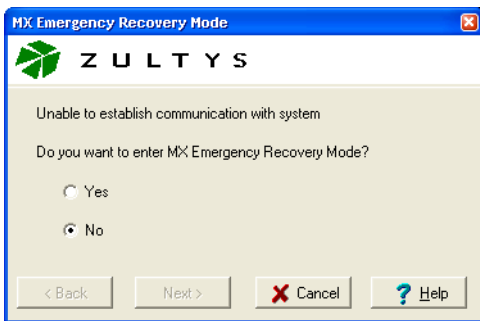 MX Emergency Recovery Mode
ZULTYS
Unable to establish communication with system
Do you want to enter MX Emergency Recovery Mode?
Yes
No
< Back Next > Cancel ? Help